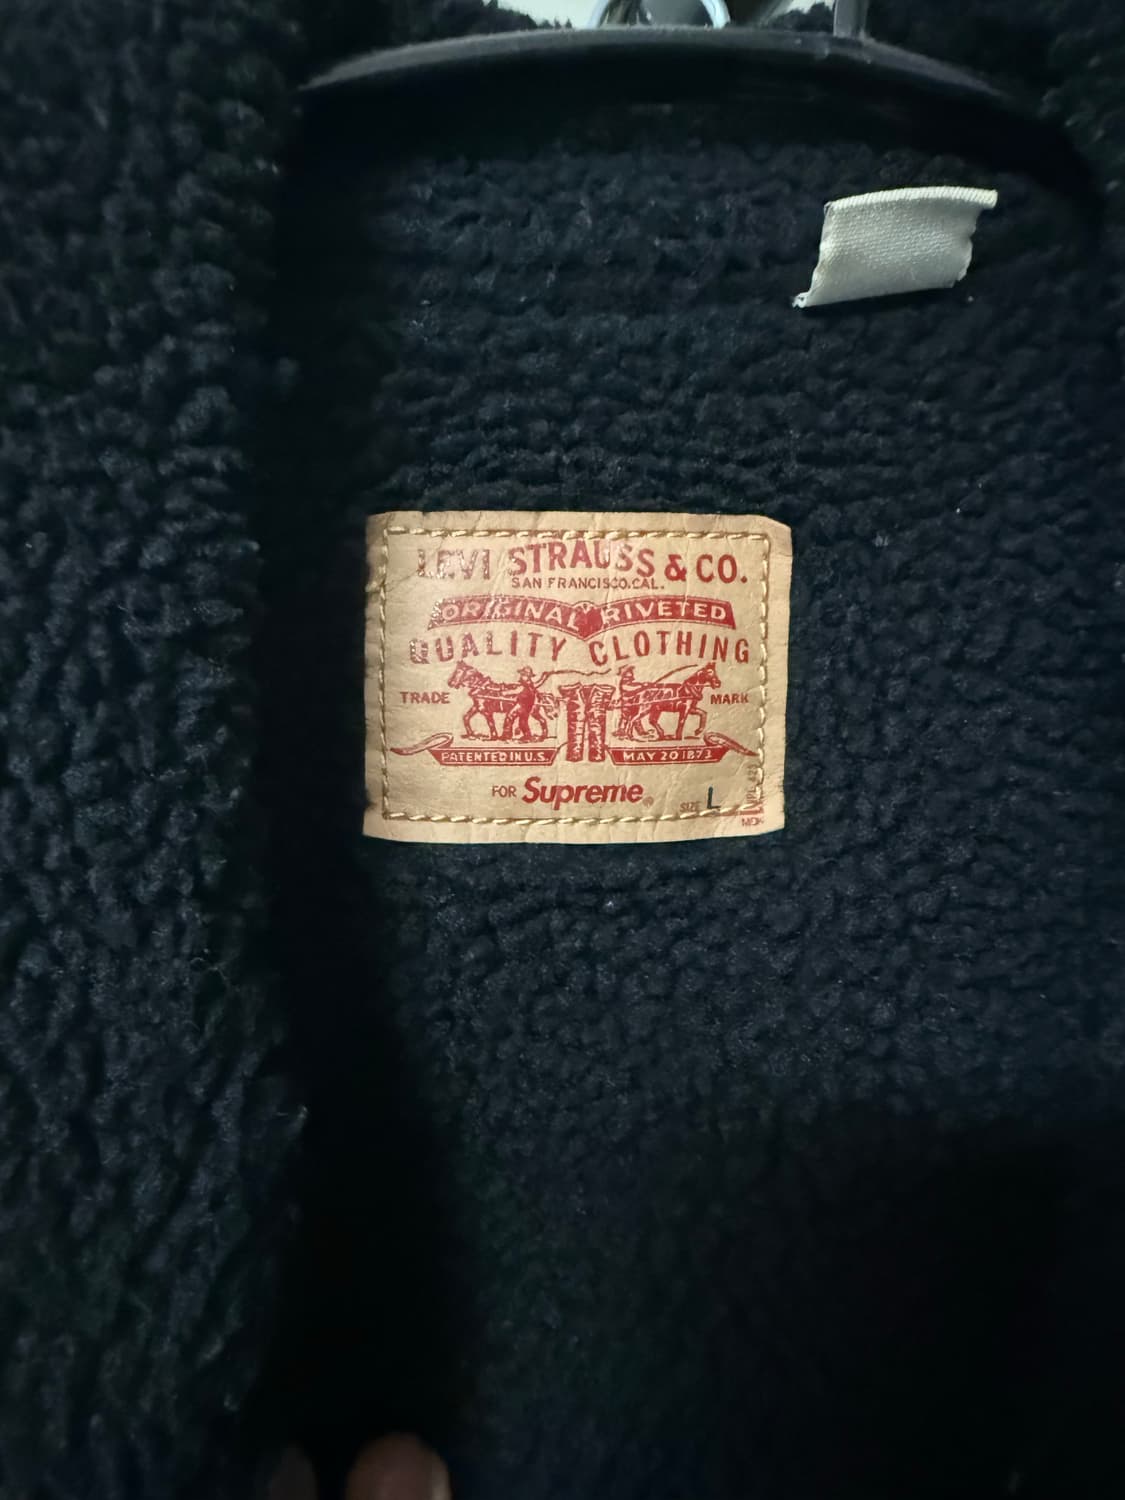 LEVI STRAUSS & CO.
SAN FRANCISCO.CAL.
ORIGINAL RIVETED
QUALITY CLOTHING
TRADE MARK
PATENTED IN U.S. MAY 20 1873
FOR Supreme®
SIZE L